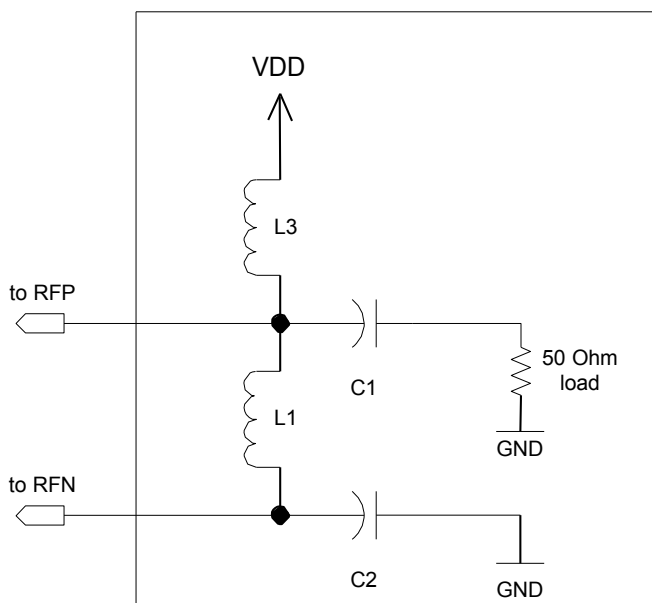 VDD
L3
to RFP
50 Ohm
load
C1
GND
L1
to RFN
C2
GND